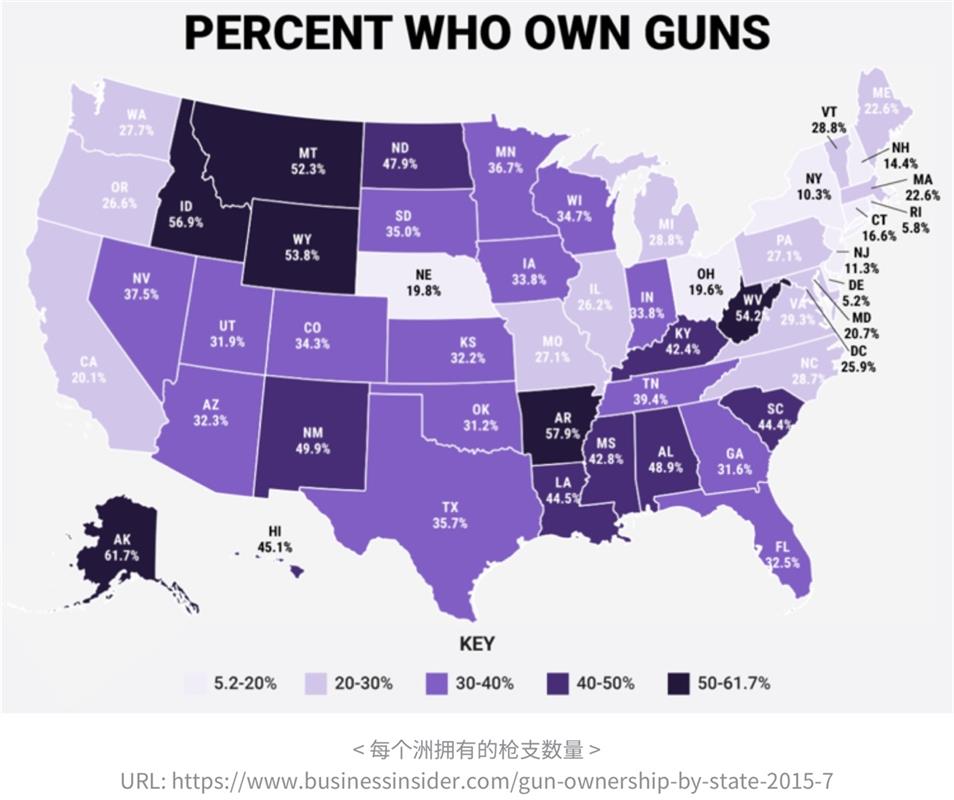 PERCENT WHO OWN GUNS
WA
27.7%
OR
26.6%
CA
20.1%
NV
37.5%
ID
56.9%
MT
52.3%
WY
53.8%
UT
31.9%
CO
34.3%
AZ
32.3%
NM
49.9%
ND
47.9%
SD
35.0%
NE
19.8%
KS
32.2%
OK
31.2%
TX
35.7%
MN
36.7%
IA
33.8%
MO
27.1%
AR
57.9%
LA
44.5%
WI
34.7%
IL
26.2%
MI
28.8%
IN
33.8%
OH
19.6%
KY
42.4%
TN
39.4%
MS
42.8%
AL
48.9%
GA
31.6%
FL
32.5%
SC
44.4%
NC
28.7%
VA
29.3%
WV
54.2%
PA
27.1%
NY
10.3%
VT
28.8%
ME
22.6%
NH
14.4%
MA
22.6%
RI
5.8%
CT
16.6%
NJ
11.3%
DE
5.2%
MD
20.7%
DC
25.9%
AK
61.7%
HI
45.1%
KEY
5.2-20%
20-30%
30-40%
40-50%
50-61.7%
< 每个洲拥有的枪支数量 >
URL: https://www.businessinsider.com/gun-ownership-by-state-2015-7